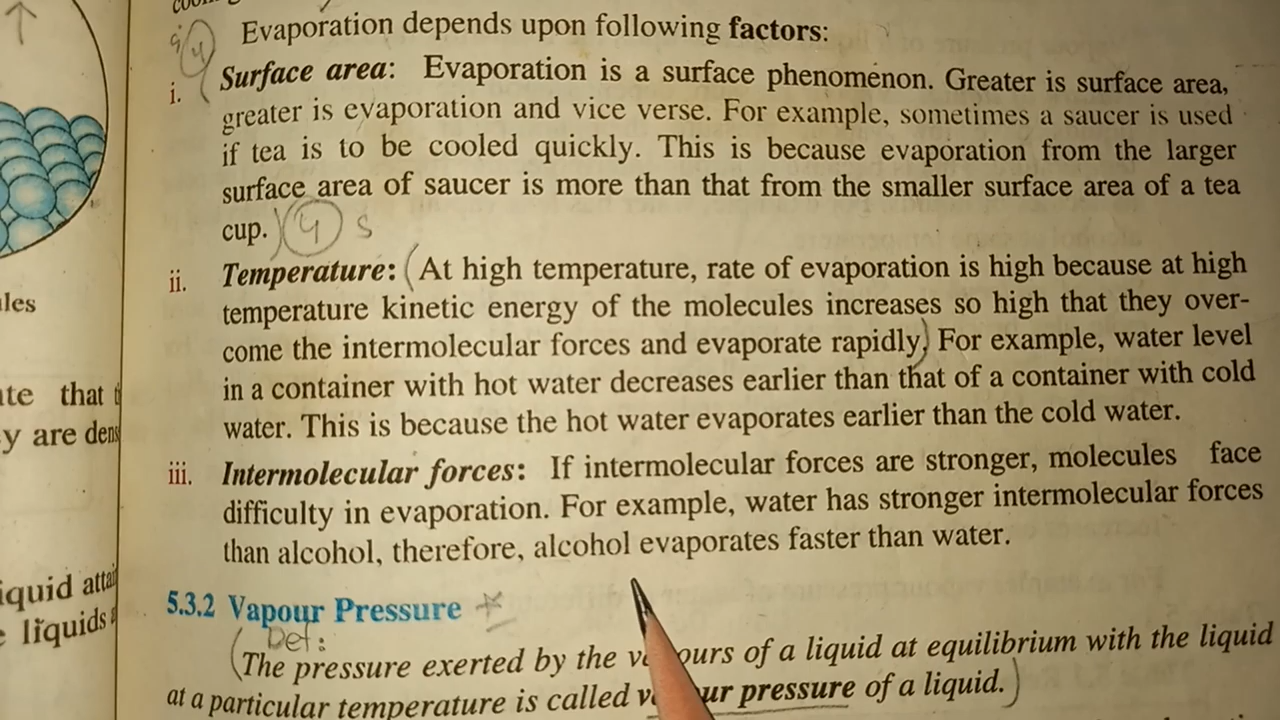 Evaporation depends upon following factors:
i. Surface area: Evaporation is a surface phenomenon. Greater is surface area,
greater is evaporation and vice verse. For example, sometimes a saucer is used
if tea is to be cooled quickly. This is because evaporation from the larger
surface area of saucer is more than that from the smaller surface area of a tea
cup. 4 s
ii. Temperature: (At high temperature, rate of evaporation is high because at high
temperature kinetic energy of the molecules increases so high that they over-
come the intermolecular forces and evaporate rapidly) For example, water level
in a container with hot water decreases earlier than that of a container with cold
water. This is because the hot water evaporates earlier than the cold water.
iii. Intermolecular forces: If intermolecular forces are stronger, molecules face
difficulty in evaporation. For example, water has stronger intermolecular forces
than alcohol, therefore, alcohol evaporates faster than water.
5.3.2 Vapour Pressure
Def:
(The pressure exerted by the of a liquid at equilibrium with the liquid
at a particular temperature is called pressure of a liquid.)
that
y are
iquid
liquids